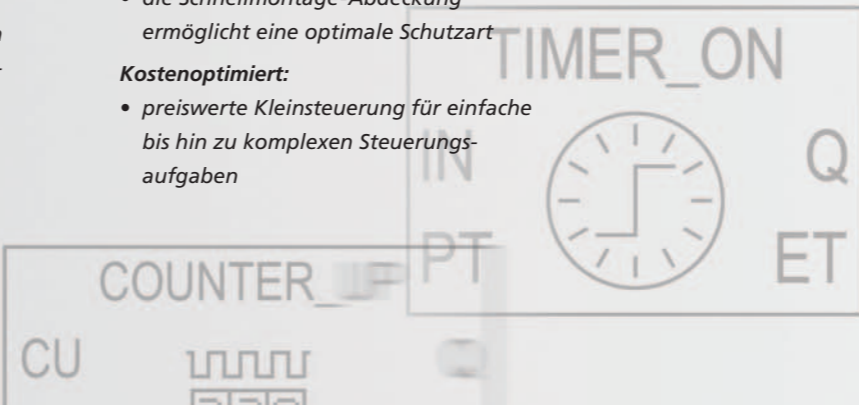 die Schnellmontage-Abdeckung
ermöglicht eine optimale Schutzart
Kostenoptimiert:
• preiswerte Kleinsteuerung für einfache
bis hin zu komplexen Steuerungs-
aufgaben
TIMER_ON
IN
Q
PT
ET
COUNTER_
CU